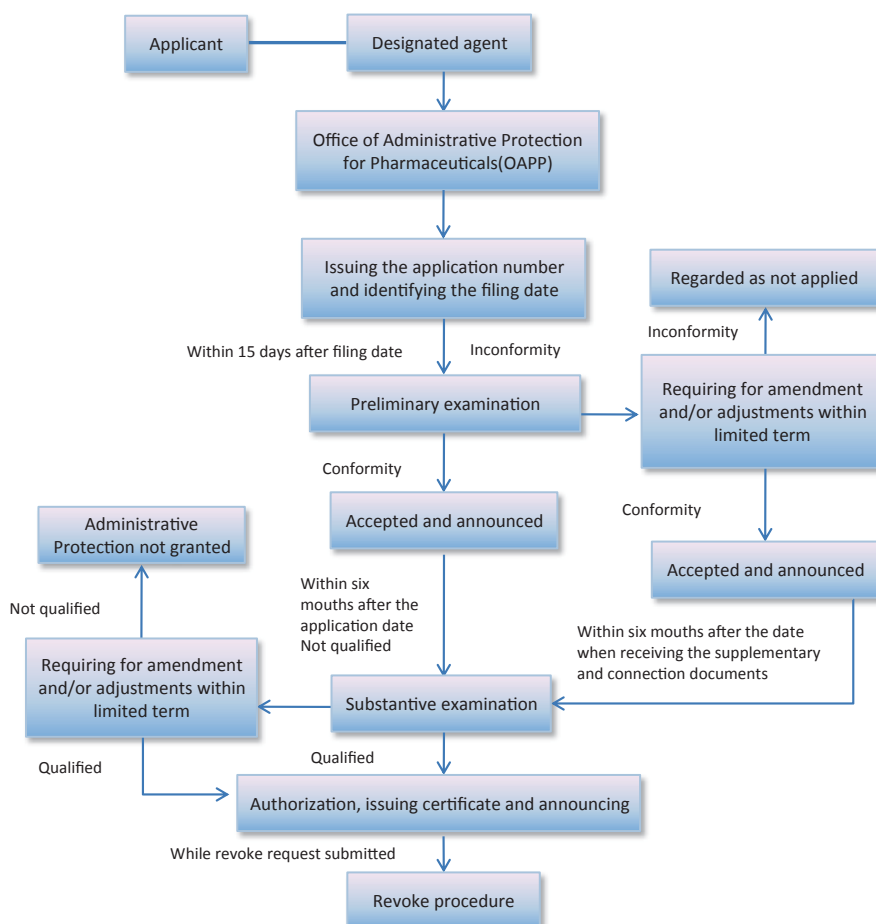 Applicant
Designated agent
Office of Administrative Protection
for Pharmaceuticals(OAPP)
Issuing the application number
and identifying the filing date
Regarded as not applied
Within 15 days after filing date
Inconformity
Inconformity
Preliminary examination
Requiring for amendment
and/or adjustments within
limited term
Conformity
Conformity
Accepted and announced
Administrative
Protection not granted
Accepted and announced
Within six
mouths after the
application date
Not qualified
Not qualified
Within six mouths after the date
when receiving the supplementary
and connection documents
Requiring for amendment
and/or adjustments within
limited term
Substantive examination
Qualified
Qualified
Authorization, issuing certificate and announcing
While revoke request submitted
Revoke procedure